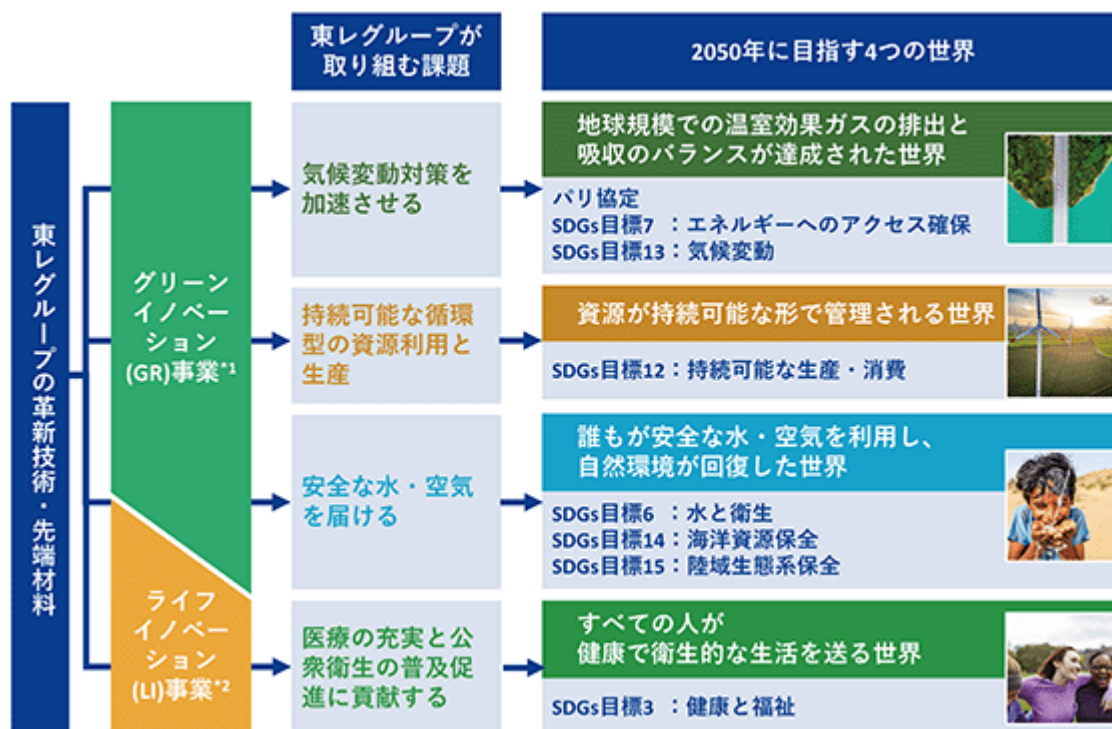 東レグループが
取り組む課題
2050年に目指す4つの世界
東レグループの革新技術・先端材料
グリーン
イノベー
ション
(GR)事業*1
ライフ
イノベー
ション
(LI)事業*2
気候変動対策を
加速させる
地球規模での温室効果ガスの排出と
吸収のバランスが達成された世界
パリ協定
SDGs目標7 ：エネルギーへのアクセス確保
SDGs目標13：気候変動
持続可能な循環
型の資源利用と
生産
資源が持続可能な形で管理される世界
SDGs目標12：持続可能な生産・消費
安全な水・空気
を届ける
誰もが安全な水・空気を利用し、
自然環境が回復した世界
SDGs目標6 ：水と衛生
SDGs目標14：海洋資源保全
SDGs目標15：陸域生態系保全
医療の充実と公
衆衛生の普及促
進に貢献する
すべての人が
健康で衛生的な生活を送る世界
SDGs目標3 ：健康と福祉